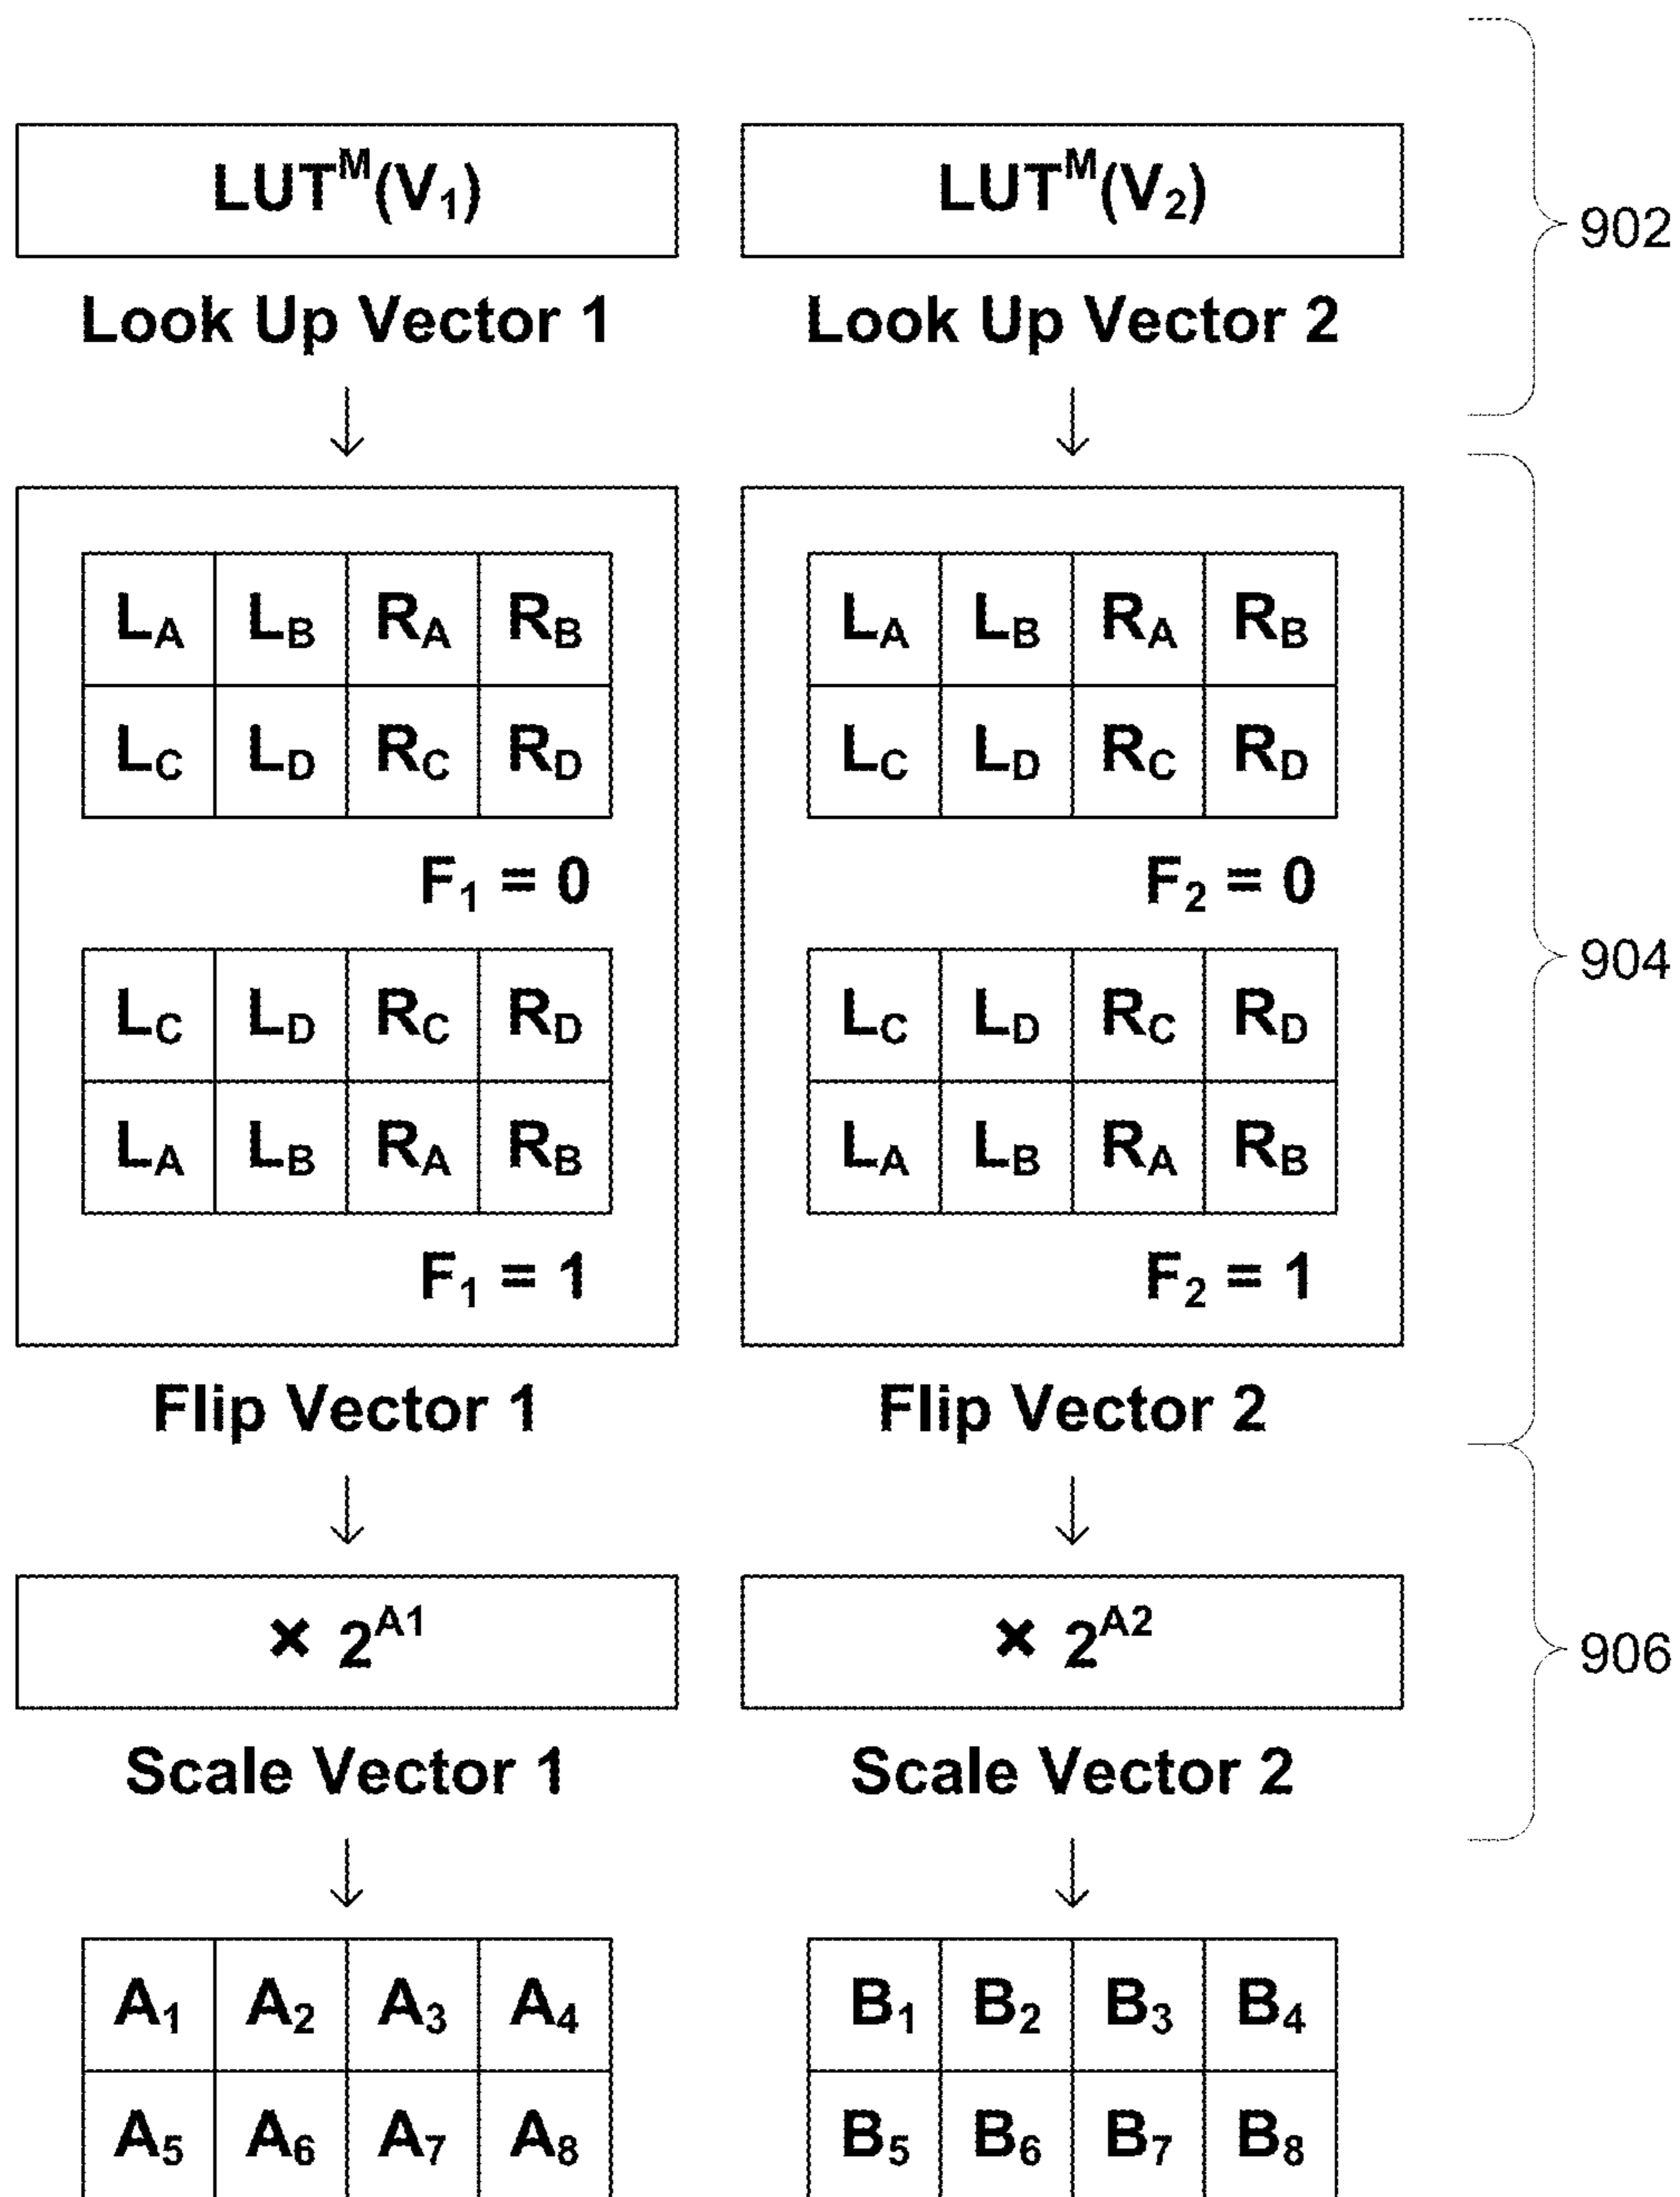 LUTᴹ(V₁) LUTᴹ(V₂)
902
Look Up Vector 1 Look Up Vector 2
L_A L_B R_A R_B L_A L_B R_A R_B
L_C L_D R_C R_D L_C L_D R_C R_D
F₁ = 0 F₂ = 0
904
L_C L_D R_C R_D L_C L_D R_C R_D
L_A L_B R_A R_B L_A L_B R_A R_B
F₁ = 1 F₂ = 1
Flip Vector 1 Flip Vector 2
× 2^A1 × 2^A2
906
Scale Vector 1 Scale Vector 2
A₁ A₂ A₃ A₄ B₁ B₂ B₃ B₄
A₅ A₆ A₇ A₈ B₅ B₆ B₇ B₈